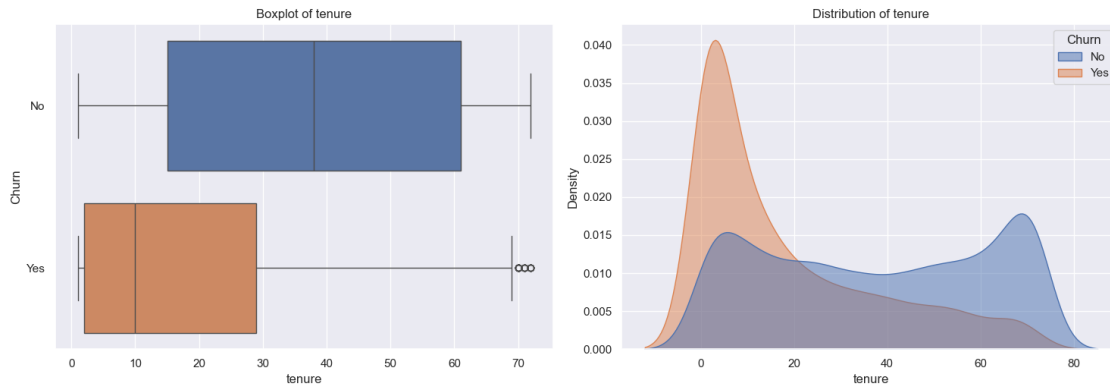 Boxplot of tenure
No
Yes
Churn
0 10 20 30 40 50 60 70
tenure
Distribution of tenure
0.040
0.035
0.030
0.025
0.020
0.015
0.010
0.005
0.000
Density
Churn
No
Yes
0 20 40 60 80
tenure